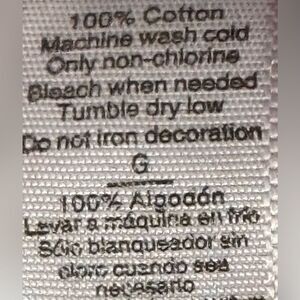 100% Cotton
Machine wash cold
Only non-chlorine
Bleach when needed
Tumble dry low
Do not iron decoration
G
100% Algodón
Levar a máquina en frío
Sólo blanqueador sin
cloro cuando sea
necesario